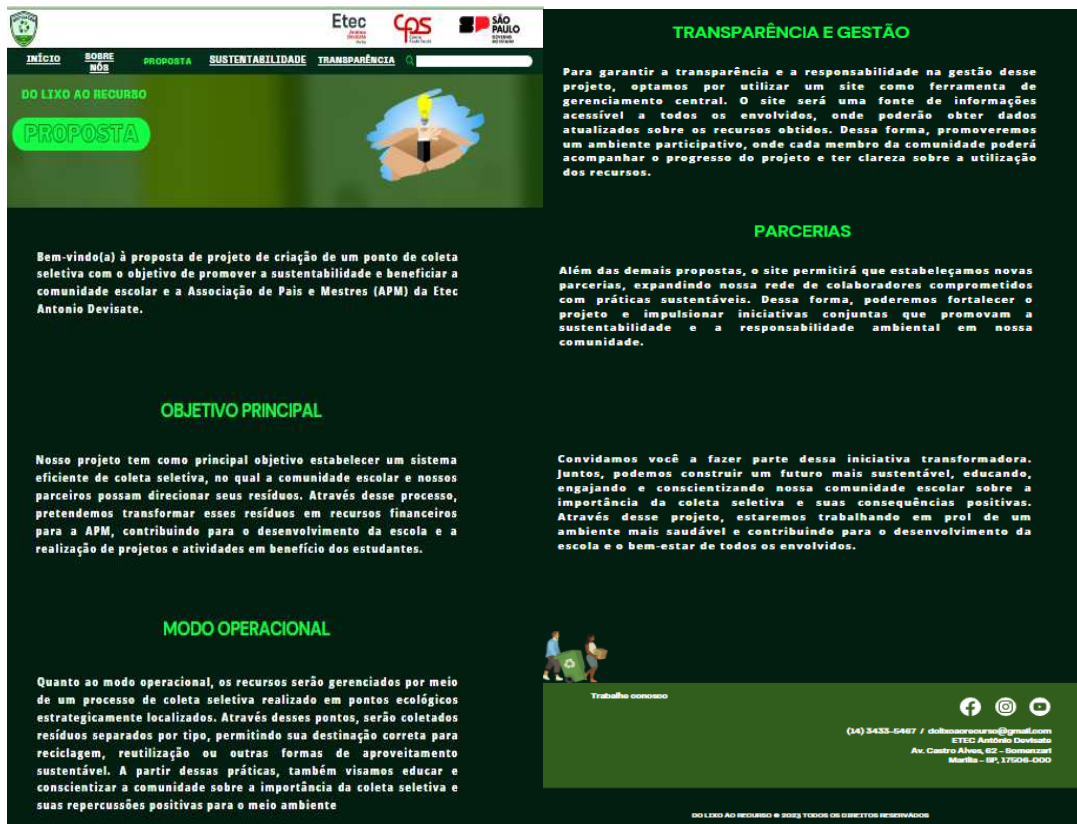 Etec
Antonio
Devisate
CPS
Centro
Paula Souza
SÃO
PAULO
GOVERNO
DO ESTADO
INÍCIO
SOBRE
NÓS
PROPOSTA
SUSTENTABILIDADE
TRANSPARÊNCIA
DO LIXO AO RECURSO
PROPOSTA
Bem-vindo(a) à proposta de projeto de criação de um ponto de coleta
seletiva com o objetivo de promover a sustentabilidade e beneficiar a
comunidade escolar e a Associação de Pais e Mestres (APM) da Etec
Antonio Devisate.
OBJETIVO PRINCIPAL
Nosso projeto tem como principal objetivo estabelecer um sistema
eficiente de coleta seletiva, no qual a comunidade escolar e nossos
parceiros possam direcionar seus resíduos. Através desse processo,
pretendemos transformar esses resíduos em recursos financeiros
para a APM, contribuindo para o desenvolvimento da escola e a
realização de projetos e atividades em benefício dos estudantes.
MODO OPERACIONAL
Quanto ao modo operacional, os recursos serão gerenciados por meio
de um processo de coleta seletiva realizado em pontos ecológicos
estrategicamente localizados. Através desses pontos, serão coletados
resíduos separados por tipo, permitindo sua destinação correta para
reciclagem, reutilização ou outras formas de aproveitamento
sustentável. A partir dessas práticas, também visamos educar e
conscientizar a comunidade sobre a importância da coleta seletiva e
suas repercussões positivas para o meio ambiente
TRANSPARÊNCIA E GESTÃO
Para garantir a transparência e a responsabilidade na gestão desse
projeto, optamos por utilizar um site como ferramenta de
gerenciamento central. O site será uma fonte de informações
acessível a todos os envolvidos, onde poderão obter dados
atualizados sobre os recursos obtidos. Dessa forma, promoveremos
um ambiente participativo, onde cada membro da comunidade poderá
acompanhar o progresso do projeto e ter clareza sobre a utilização
dos recursos.
PARCERIAS
Além das demais propostas, o site permitirá que estabeleçamos novas
parcerias, expandindo nossa rede de colaboradores comprometidos
com práticas sustentáveis. Dessa forma, poderemos fortalecer o
projeto e impulsionar iniciativas conjuntas que promovam a
sustentabilidade e a responsabilidade ambiental em nossa
comunidade.
Convidamos você a fazer parte dessa iniciativa transformadora.
Juntos, podemos construir um futuro mais sustentável, educando,
engajando e conscientizando nossa comunidade escolar sobre a
importância da coleta seletiva e suas consequências positivas.
Através desse projeto, estaremos trabalhando em prol de um
ambiente mais saudável e contribuindo para o desenvolvimento da
escola e o bem-estar de todos os envolvidos.
Trabalhe conosco
(14) 3433-5467 / dolixoaorecurso@gmail.com
ETEC Antônio Devisate
Av. Castro Alves, 62 - Somenzari
Marília - SP, 17506-000
DO LIXO AO RECURSO © 2023 TODOS OS DIREITOS RESERVADOS